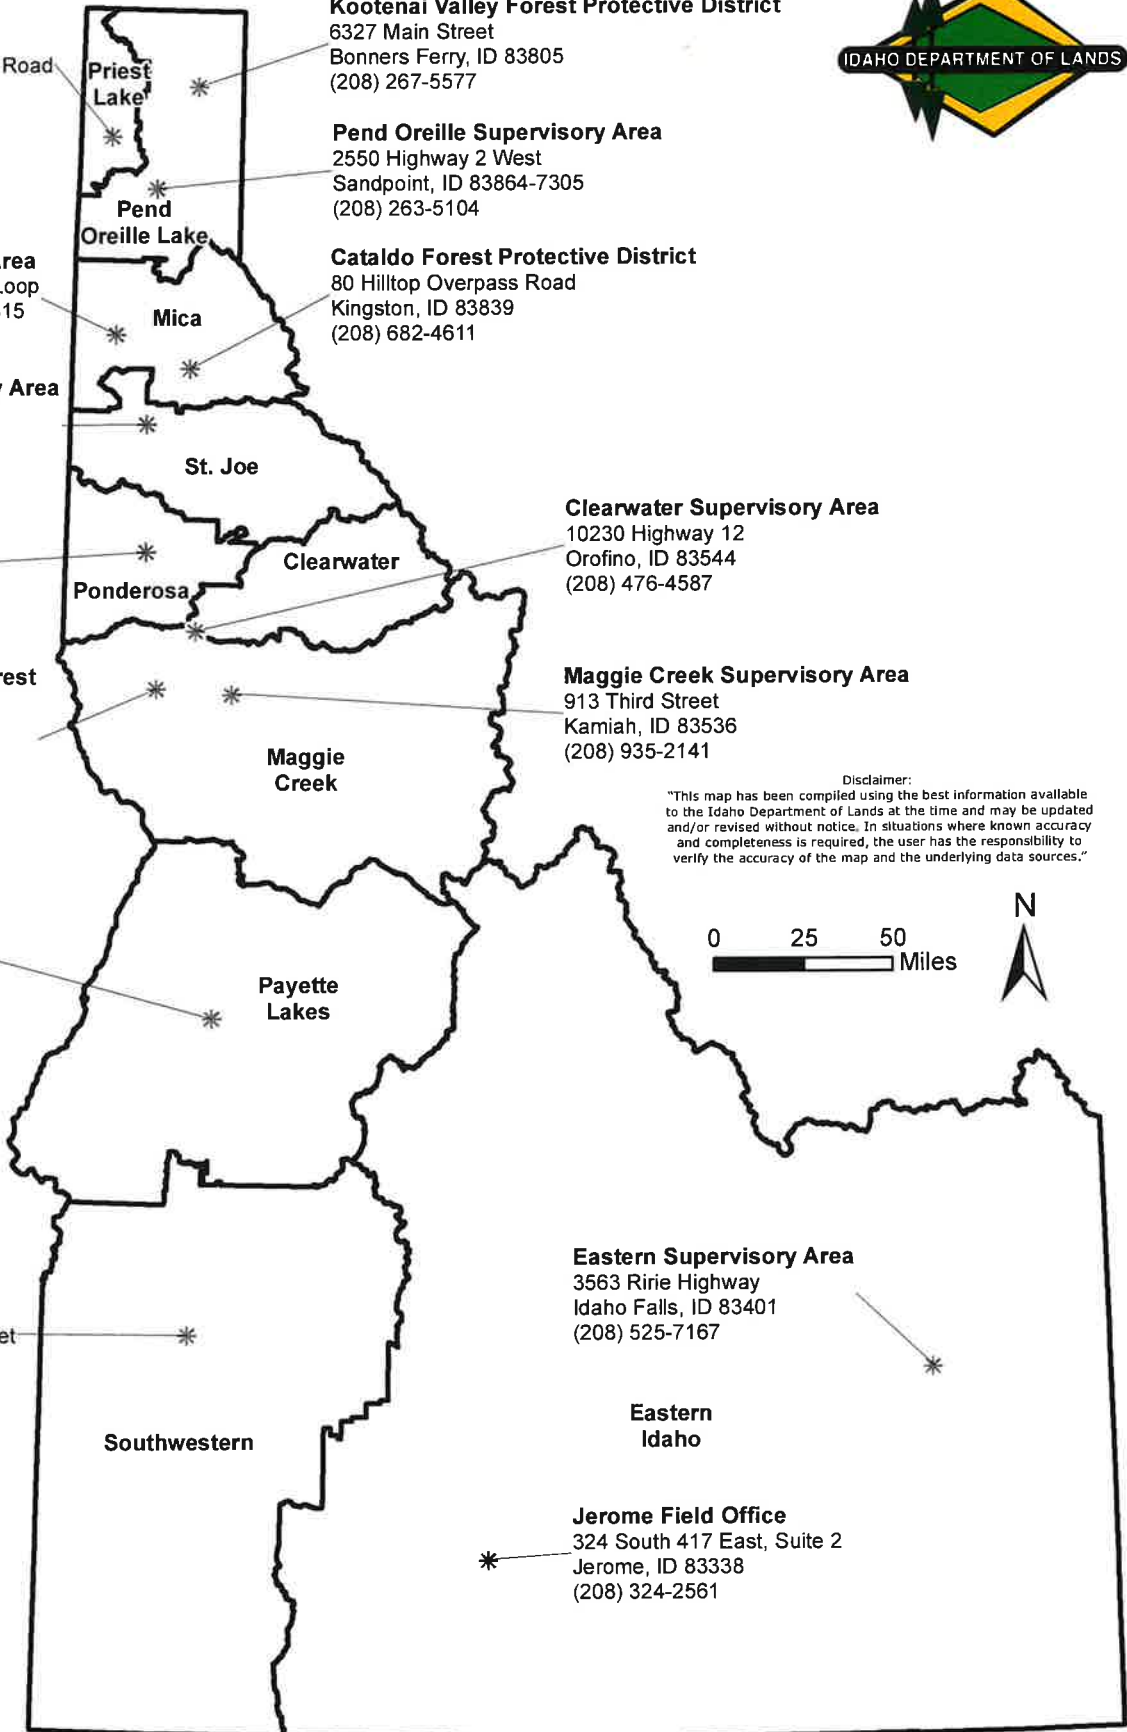 Kootenai Valley Forest Protective District
6327 Main Street
Bonners Ferry, ID 83805
(208) 267-5577
IDAHO DEPARTMENT OF LANDS
Road
Priest
Lake
Pend Oreille Supervisory Area
2550 Highway 2 West
Sandpoint, ID 83864-7305
(208) 263-5104
Pend
Oreille Lake
Cataldo Forest Protective District
80 Hilltop Overpass Road
Kingston, ID 83839
(208) 682-4611
rea
Loop
15
Mica
Area
St. Joe
Clearwater Supervisory Area
10230 Highway 12
Orofino, ID 83544
(208) 476-4587
Clearwater
Ponderosa
rest
Maggie Creek Supervisory Area
913 Third Street
Kamiah, ID 83536
(208) 935-2141
Maggie
Creek
Disclaimer:
"This map has been compiled using the best information available
to the Idaho Department of Lands at the time and may be updated
and/or revised without notice. In situations where known accuracy
and completeness is required, the user has the responsibility to
verify the accuracy of the map and the underlying data sources."
N
0 25 50
Miles
Payette
Lakes
Eastern Supervisory Area
3563 Ririe Highway
Idaho Falls, ID 83401
(208) 525-7167
et
Eastern
Idaho
Southwestern
Jerome Field Office
324 South 417 East, Suite 2
Jerome, ID 83338
(208) 324-2561